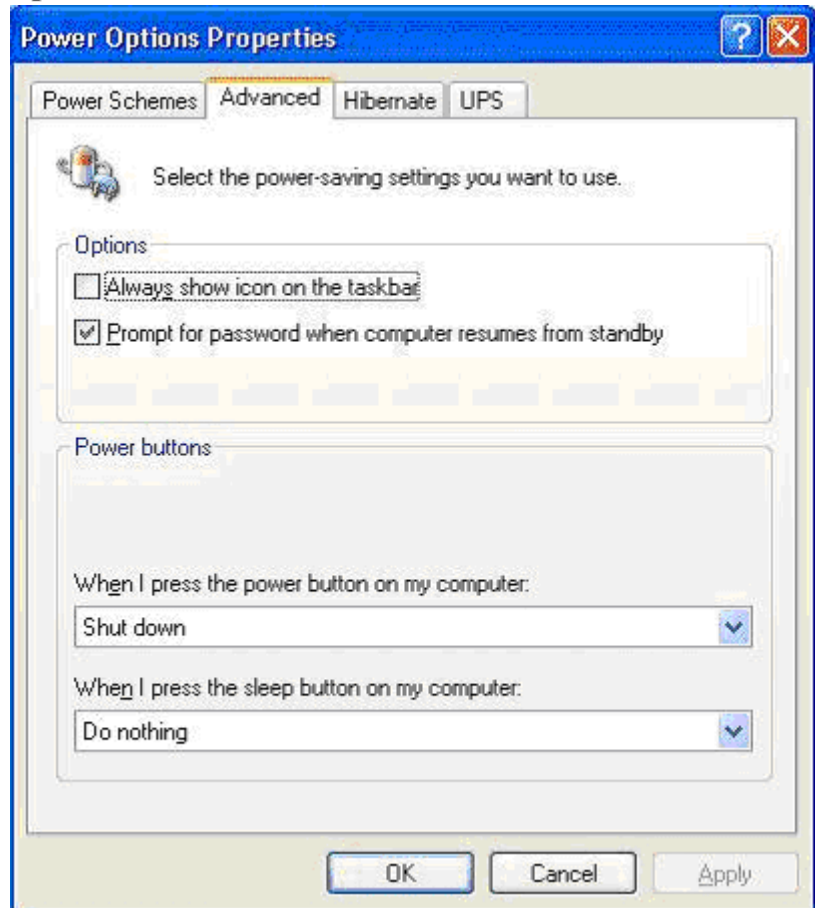 Power Options Properties
Power Schemes Advanced Hibernate UPS
Select the power-saving settings you want to use.
Options
Always show icon on the taskbar
Prompt for password when computer resumes from standby
Power buttons
When I press the power button on my computer:
Shut down
When I press the sleep button on my computer:
Do nothing
OK Cancel Apply